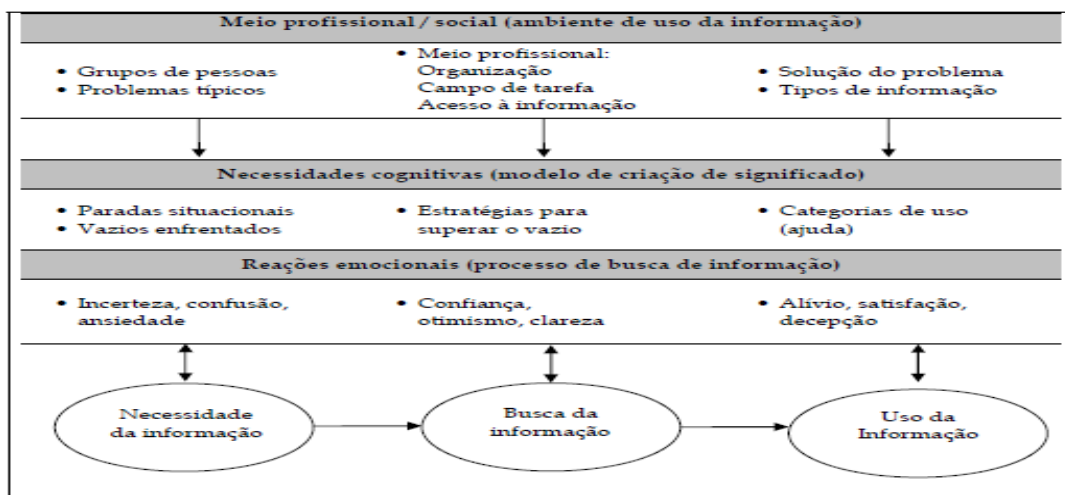 Meio profissional / social (ambiente de uso da informação)
• Grupos de pessoas
• Problemas típicos
• Meio profissional:
Organização
Campo de tarefa
Acesso à informação
• Solução do problema
• Tipos de informação
Necessidades cognitivas (modelo de criação de significado)
• Paradas situacionais
• Vazios enfrentados
• Estratégias para
superar o vazio
• Categorias de uso
(ajuda)
Reações emocionais (processo de busca de informação)
• Incerteza, confusão,
ansiedade
• Confiança,
otimismo, clareza
• Alívio, satisfação,
decepção
Necessidade
da informação
Busca da
informação
Uso da
Informação